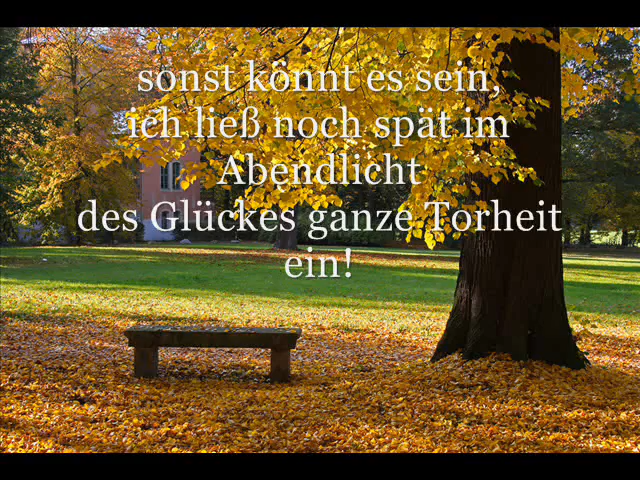 sonst könnt es sein,
ich ließ noch spät im
Abendlicht
des Glückes ganze Torheit
ein!